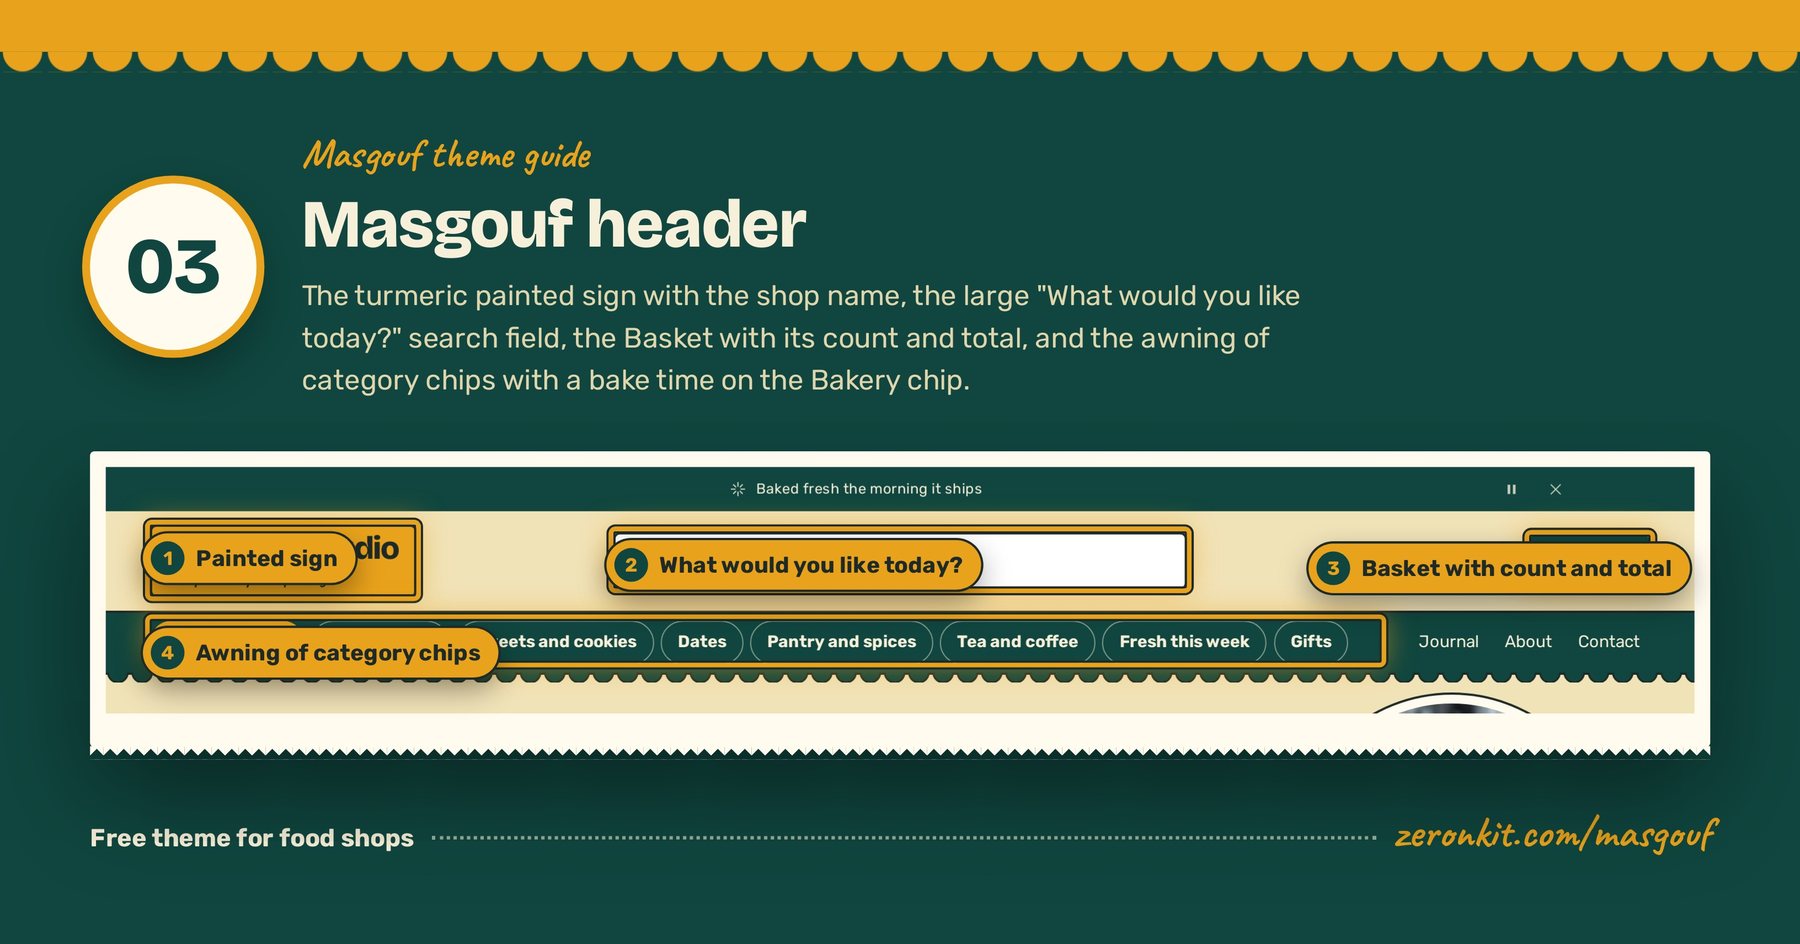 Masgouf theme guide
03
Masgouf header
The turmeric painted sign with the shop name, the large "What would you like
today?" search field, the Basket with its count and total, and the awning of
category chips with a bake time on the Bakery chip.
Baked fresh the morning it ships
1 Painted sign
2 What would you like today?
3 Basket with count and total
4 Awning of category chips
and cookies
Dates
Pantry and spices
Tea and coffee
Fresh this week
Gifts
Journal
About
Contact
Free theme for food shops
zeronkit.com/masgouf